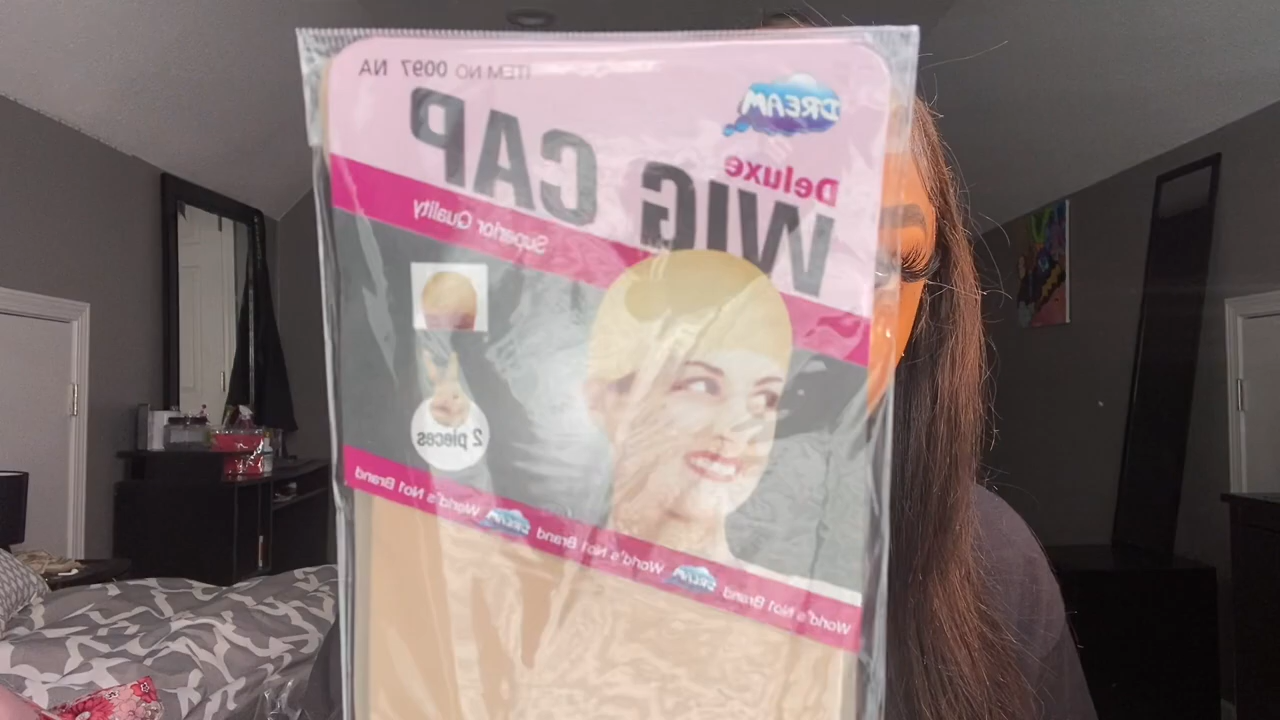 ITEM NO 0097 NA
DREAM
Deluxe
WIG CAP
Superior Quality
2 pieces
World's No1 Brand DREAM World's No1 Brand DREAM World's No1 Brand